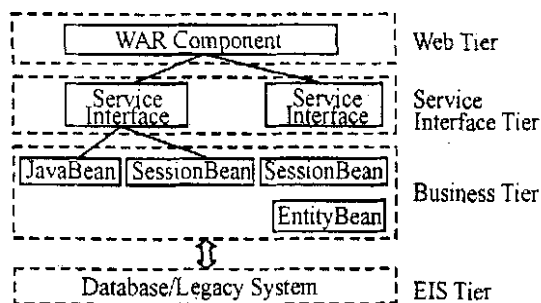 WAR Component
Web Tier
Service
Interface
Service
Interface
Service
Interface Tier
JavaBean
SessionBean
SessionBean
EntityBean
Business Tier
Database/Legacy System
EIS Tier